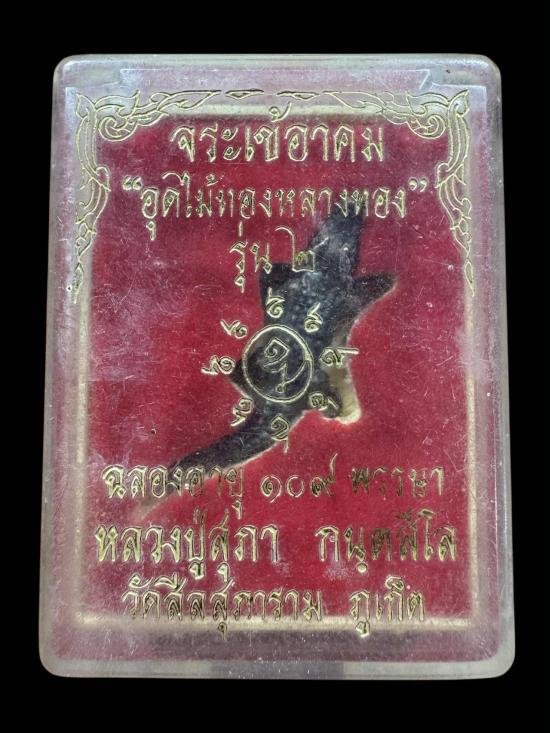 จระเข้อาคม
“อุดไม้ทองหลางทอง”
รุ่น ๒
ฉลองอายุ ๑๐๙ พรรษา
หลวงปู่สุภา กนฺตสีโล
วัดสีลสุภาราม ภูเก็ต